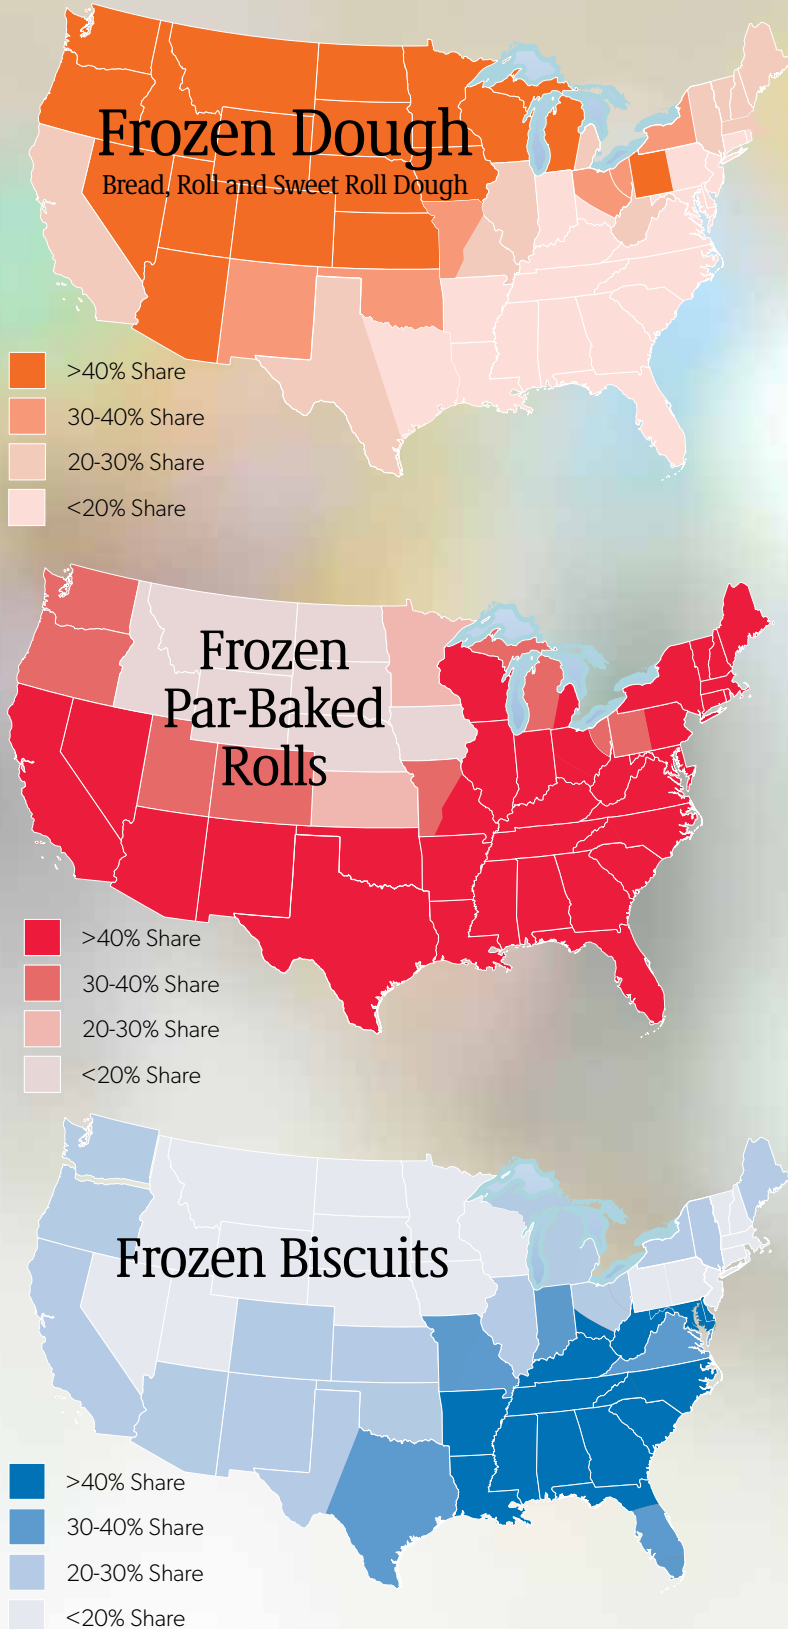 Frozen Dough
Bread, Roll and Sweet Roll Dough
>40% Share
30-40% Share
20-30% Share
<20% Share
Frozen
Par-Baked
Rolls
>40% Share
30-40% Share
20-30% Share
<20% Share
Frozen Biscuits
>40% Share
30-40% Share
20-30% Share
<20% Share